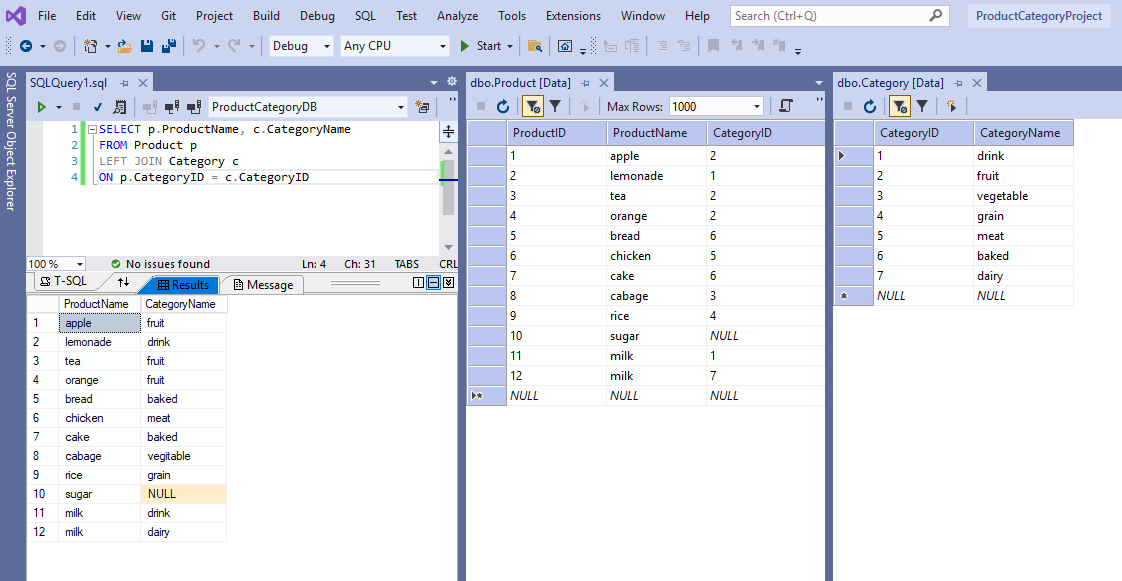 File Edit View Git Project Build Debug SQL Test Analyze Tools Extensions Window Help Search (Ctrl+Q) ProductCategoryProject
Debug Any CPU Start
SQL Server Object Explorer
SQLQuery1.sql
ProductCategoryDB
1 SELECT p.ProductName, c.CategoryName
2 FROM Product p
3 LEFT JOIN Category c
4 ON p.CategoryID = c.CategoryID
100 % No issues found Ln: 4 Ch: 31 TABS CRL
T-SQL Results Message
ProductName CategoryName
1 apple fruit
2 lemonade drink
3 tea fruit
4 orange fruit
5 bread baked
6 chicken meat
7 cake baked
8 cabage vegitable
9 rice grain
10 sugar NULL
11 milk drink
12 milk dairy
dbo.Product [Data]
Max Rows: 1000
ProductID ProductName CategoryID
1 apple 2
2 lemonade 1
3 tea 2
4 orange 2
5 bread 6
6 chicken 5
7 cake 6
8 cabage 3
9 rice 4
10 sugar NULL
11 milk 1
12 milk 7
NULL NULL NULL
dbo.Category [Data]
CategoryID CategoryName
1 drink
2 fruit
3 vegetable
4 grain
5 meat
6 baked
7 dairy
NULL NULL